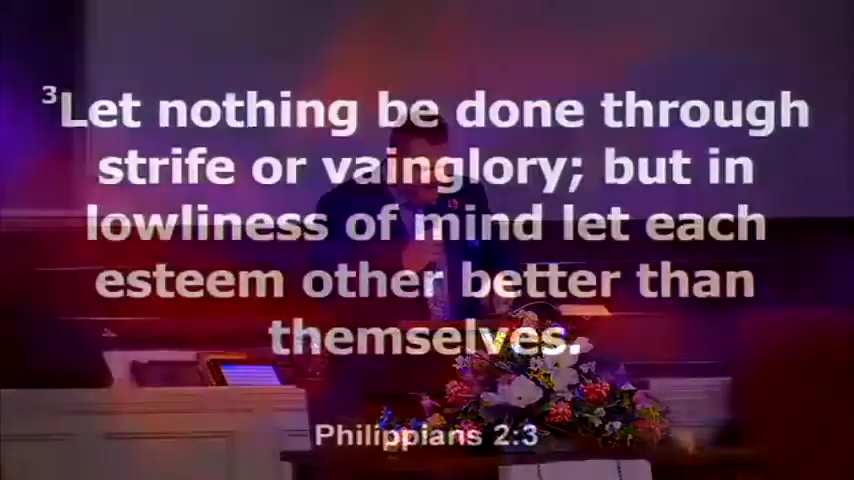 3Let nothing be done through
strife or vainglory; but in
lowliness of mind let each
esteem other better than
themselves.
Philippians 2:3